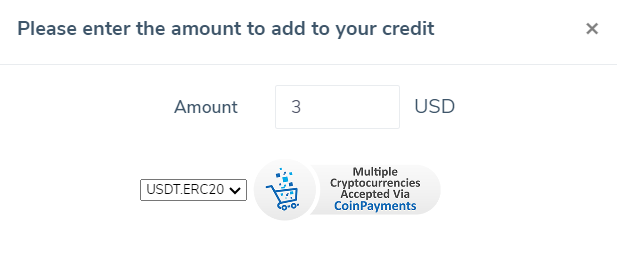 Please enter the amount to add to your credit ×
Amount 3 USD
USDT.ERC20
Multiple
Cryptocurrencies
Accepted Via
CoinPayments